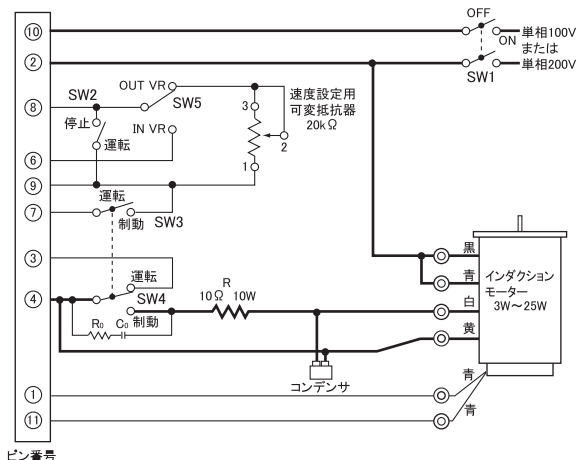 OFF
⑩
ON
単相100V
または
単相200V
②
SW1
OUT VR
SW2
SW5
⑧
停止
運転
IN VR
3
速度設定用
可変抵抗器
20kΩ
2
1
⑥
⑨
運転
⑦
制動
SW3
③
運転
④
SW4
制動
R₀
C₀
R
10Ω 10W
コンデンサ
黒
青
白
黄
インダクション
モーター
3W～25W
①
青
⑪
青
ピン番号